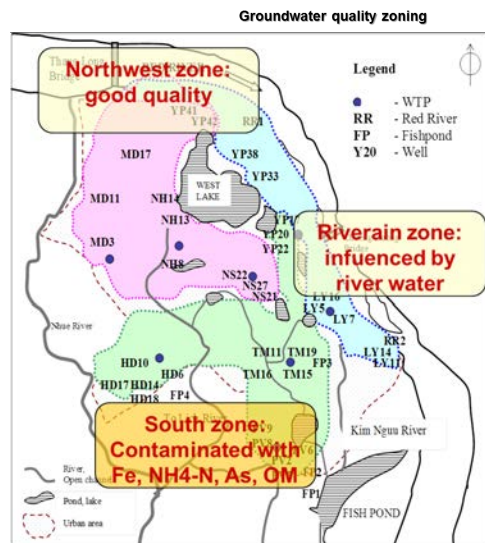 Groundwater quality zoning
Thang Long
Bridge
Northwest zone:
good quality
Legend
- WTP
RR - Red River
FP - Fishpond
Y20 - Well
YP41
YP42
RR1
MD17
YP38
YP33
WEST
LAKE
MD11
NH14
NH13
YP20
YP22
Riverain zone:
infuenced by
river water
MD3
NH8
NS22
NS27
NS21
LY16
LY5
LY7
Nhue River
RR2
LY14
LY11
HD10
HD6
TM11
TM19
FP3
TM16
TM15
HD17
HD14
HD18
FP4
South zone:
Contaminated with
Fe, NH4-N, As, OM
Kim Nguu River
FP2
FP1
FISH POND
River,
Open channel
Pond, lake
Urban area